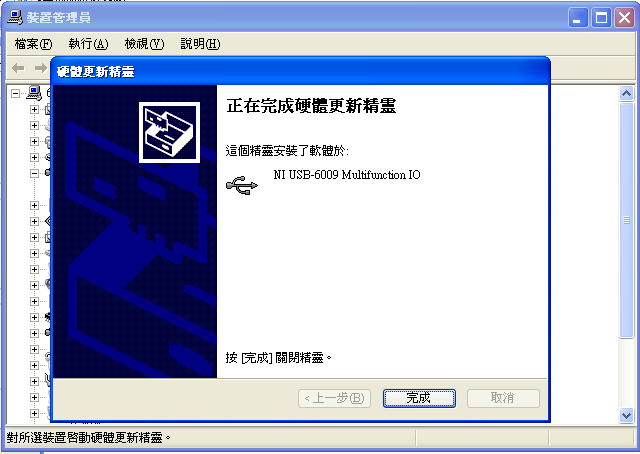 裝置管理員
檔案(F) 執行(A) 檢視(V) 說明(H)
硬體更新精靈
正在完成硬體更新精靈
這個精靈安裝了軟體於:
NI USB-6009 Multifunction IO
按 [完成] 關閉精靈。
<上一步(B) 完成 取消
對所選裝置啓動硬體更新精靈。